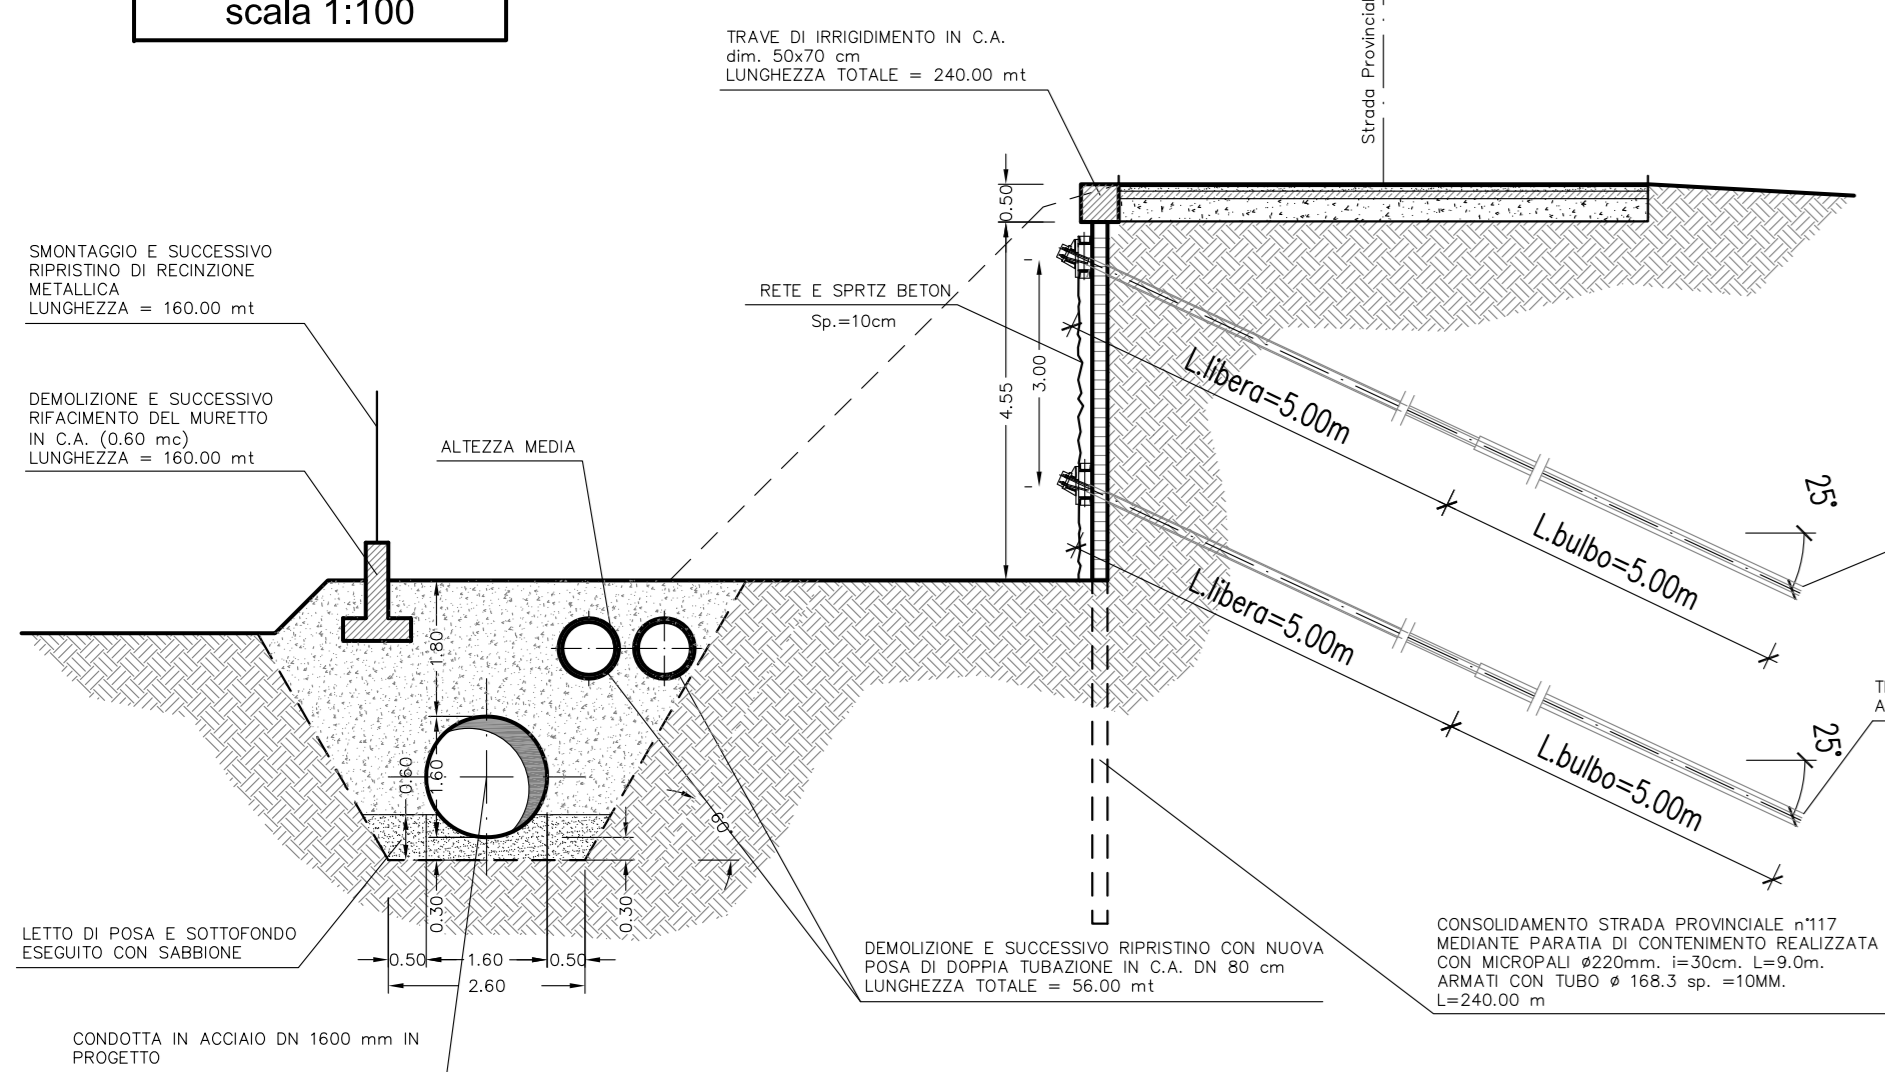 scala 1:100
TRAVE DI IRRIGIDIMENTO IN C.A.
dim. 50x70 cm
LUNGHEZZA TOTALE = 240.00 mt
Strada Provincial
SMONTAGGIO E SUCCESSIVO
RIPRISTINO DI RECINZIONE
METALLICA
LUNGHEZZA = 160.00 mt
DEMOLIZIONE E SUCCESSIVO
RIFACIMENTO DEL MURETTO
IN C.A. (0.60 mc)
LUNGHEZZA = 160.00 mt
ALTEZZA MEDIA
RETE E SPRTZ BETON
Sp.=10cm
0.50
4.55
3.00
L.libera=5.00m
L.bulbo=5.00m
25°
L.libera=5.00m
L.bulbo=5.00m
25°
1.80
0.60
1.60
60°
0.30
0.30
0.50
1.60
0.50
2.60
LETTO DI POSA E SOTTOFONDO
ESEGUITO CON SABBIONE
CONDOTTA IN ACCIAIO DN 1600 mm IN
PROGETTO
DEMOLIZIONE E SUCCESSIVO RIPRISTINO CON NUOVA
POSA DI DOPPIA TUBAZIONE IN C.A. DN 80 cm
LUNGHEZZA TOTALE = 56.00 mt
CONSOLIDAMENTO STRADA PROVINCIALE n°117
MEDIANTE PARATIA DI CONTENIMENTO REALIZZATA
CON MICROPALI ø220mm. i=30cm. L=9.0m.
ARMATI CON TUBO ø 168.3 sp. =10MM.
L=240.00 m